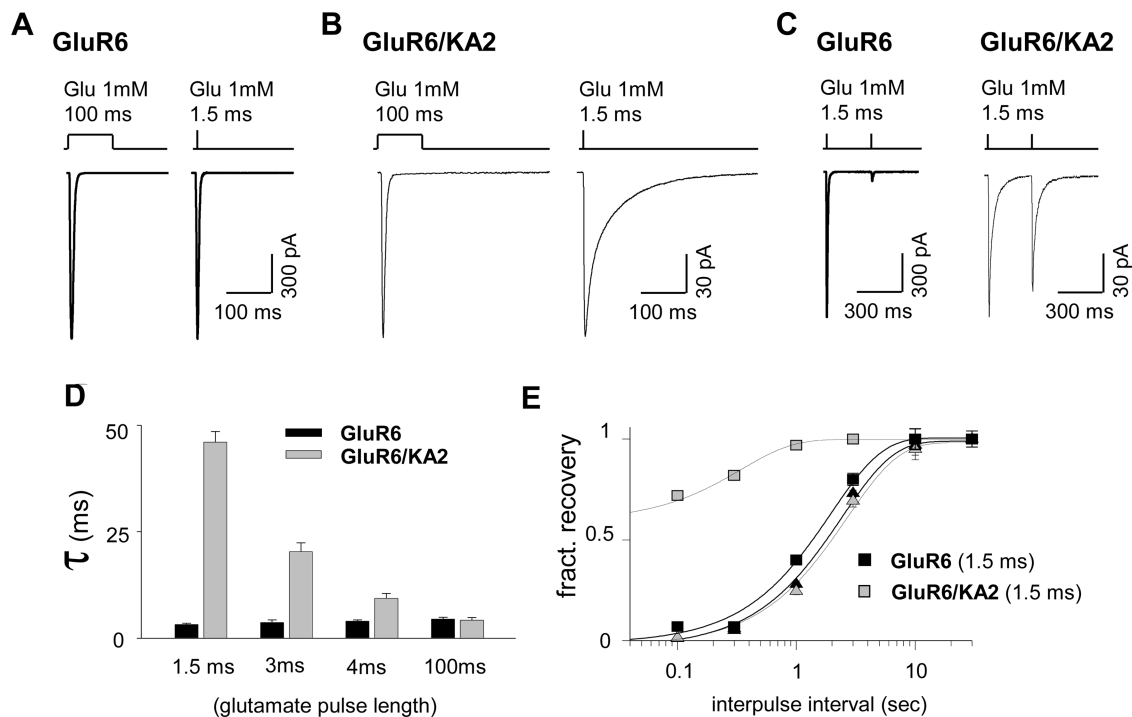 A
GluR6
Glu 1mM
100 ms
Glu 1mM
1.5 ms
300 pA
100 ms
B
GluR6/KA2
Glu 1mM
100 ms
Glu 1mM
1.5 ms
30 pA
100 ms
C
GluR6
GluR6/KA2
Glu 1mM
1.5 ms
Glu 1mM
1.5 ms
300 pA
300 ms
30 pA
300 ms
D
GluR6
GluR6/KA2
50
25
0
τ (ms)
1.5 ms
3ms
4ms
100ms
(glutamate pulse length)
E
1
0.5
0
fract. recovery
GluR6 (1.5 ms)
GluR6/KA2 (1.5 ms)
0.1
1
10
interpulse interval (sec)